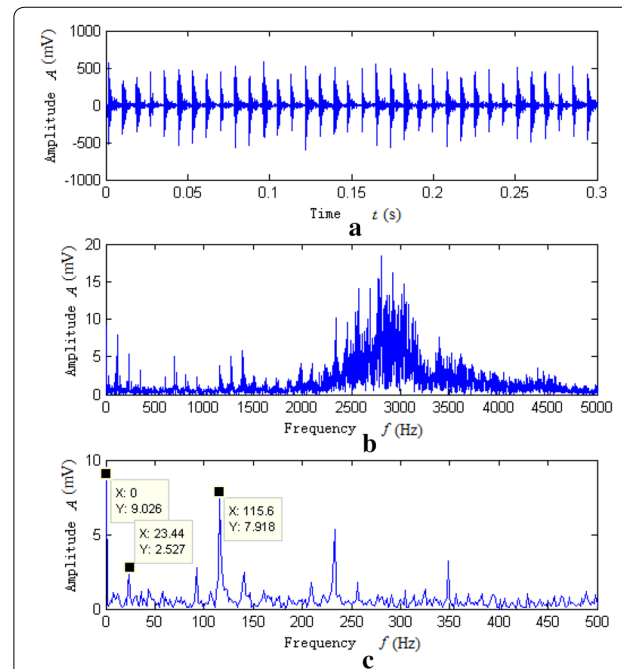 1000
500
0
-500
-1000
Amplitude A (mV)
0 0.05 0.1 0.15 0.2 0.25 0.3
Time t (s)
a
20
15
10
5
0
Amplitude A (mV)
0 500 1000 1500 2000 2500 3000 3500 4000 4500 5000
Frequency f (Hz)
b
10
5
0
Amplitude A (mV)
X: 0
Y: 9.026
X: 23.44
Y: 2.527
X: 115.6
Y: 7.918
0 50 100 150 200 250 300 350 400 450 500
Frequency f (Hz)
c